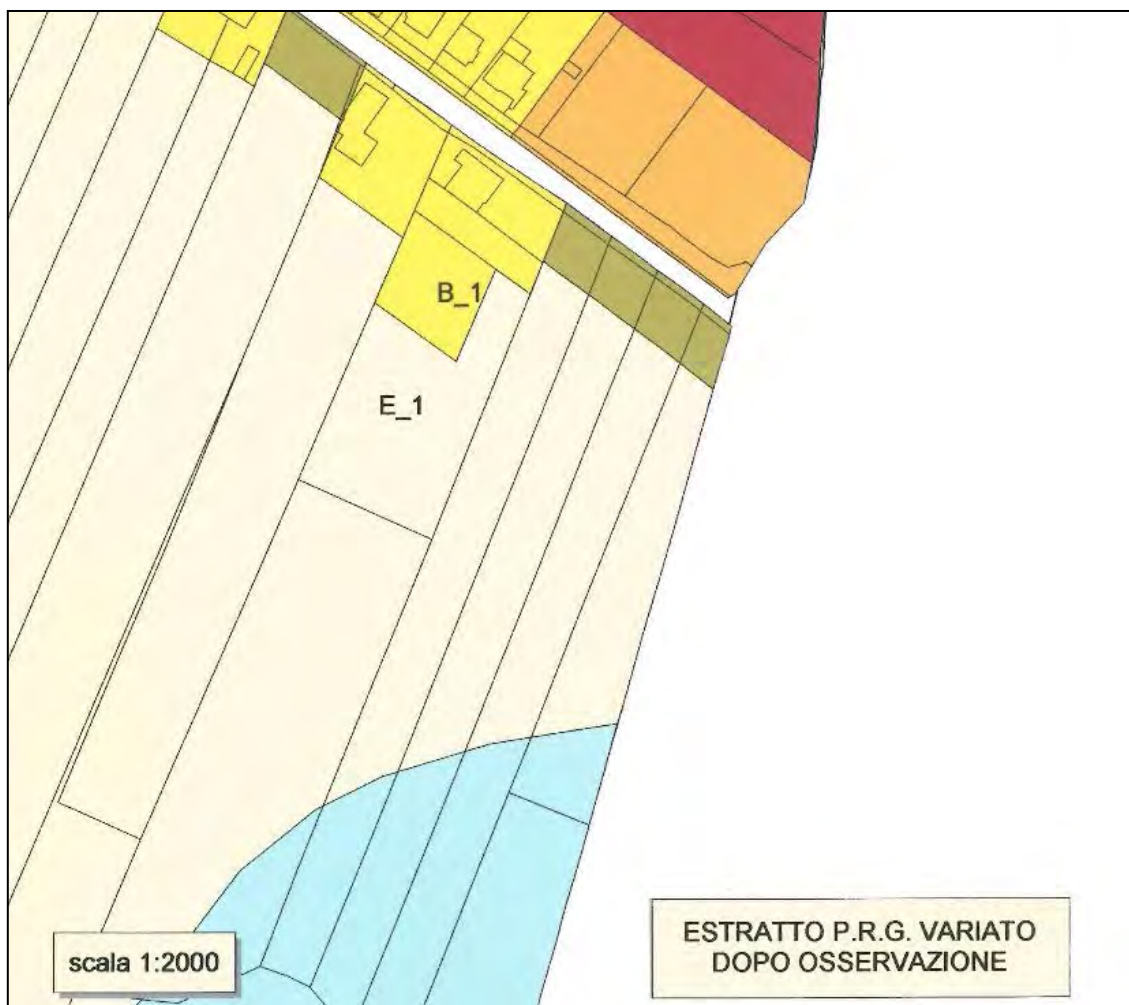 B_1
E_1
scala 1:2000
ESTRATTO P.R.G. VARIATO
DOPO OSSERVAZIONE